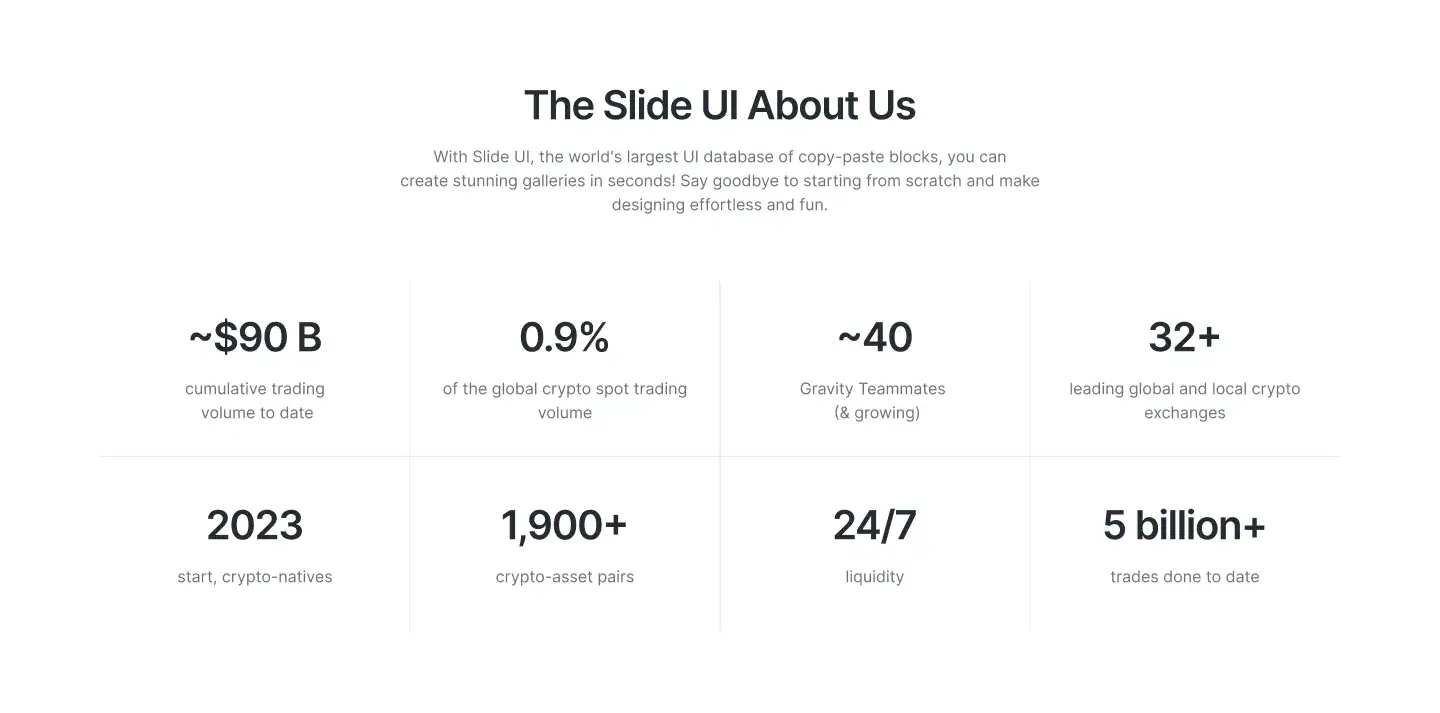 The Slide UI About Us
With Slide UI, the world's largest UI database of copy-paste blocks, you can
create stunning galleries in seconds! Say goodbye to starting from scratch and make
designing effortless and fun.
~$90 B
cumulative trading
volume to date
0.9%
of the global crypto spot trading
volume
~40
Gravity Teammates
(& growing)
32+
leading global and local crypto
exchanges
2023
start, crypto-natives
1,900+
crypto-asset pairs
24/7
liquidity
5 billion+
trades done to date